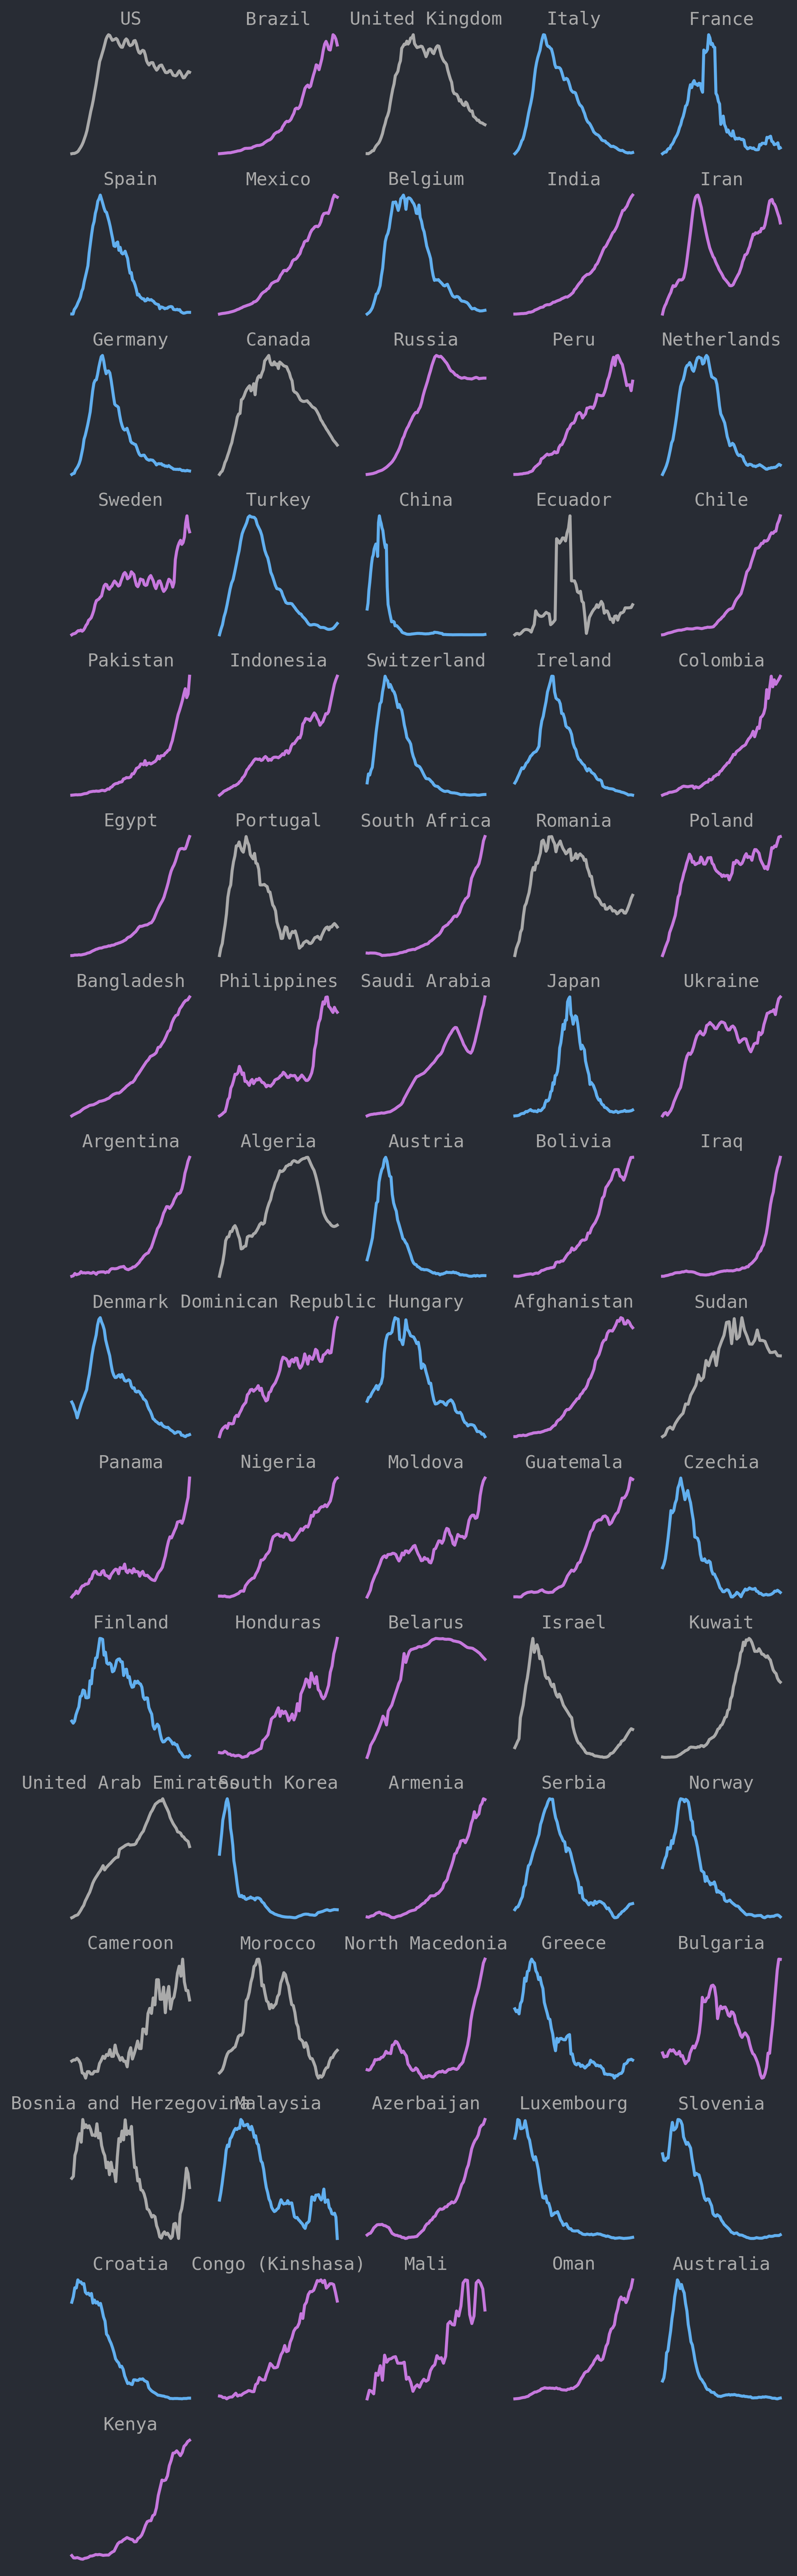 US Brazil United Kingdom Italy France
Spain Mexico Belgium India Iran
Germany Canada Russia Peru Netherlands
Sweden Turkey China Ecuador Chile
Pakistan Indonesia Switzerland Ireland Colombia
Egypt Portugal South Africa Romania Poland
Bangladesh Philippines Saudi Arabia Japan Ukraine
Argentina Algeria Austria Bolivia Iraq
Denmark Dominican Republic Hungary Afghanistan Sudan
Panama Nigeria Moldova Guatemala Czechia
Finland Honduras Belarus Israel Kuwait
United Arab Emirates South Korea Armenia Serbia Norway
Cameroon Morocco North Macedonia Greece Bulgaria
Bosnia and Herzegovina Malaysia Azerbaijan Luxembourg Slovenia
Croatia Congo (Kinshasa) Mali Oman Australia
Kenya